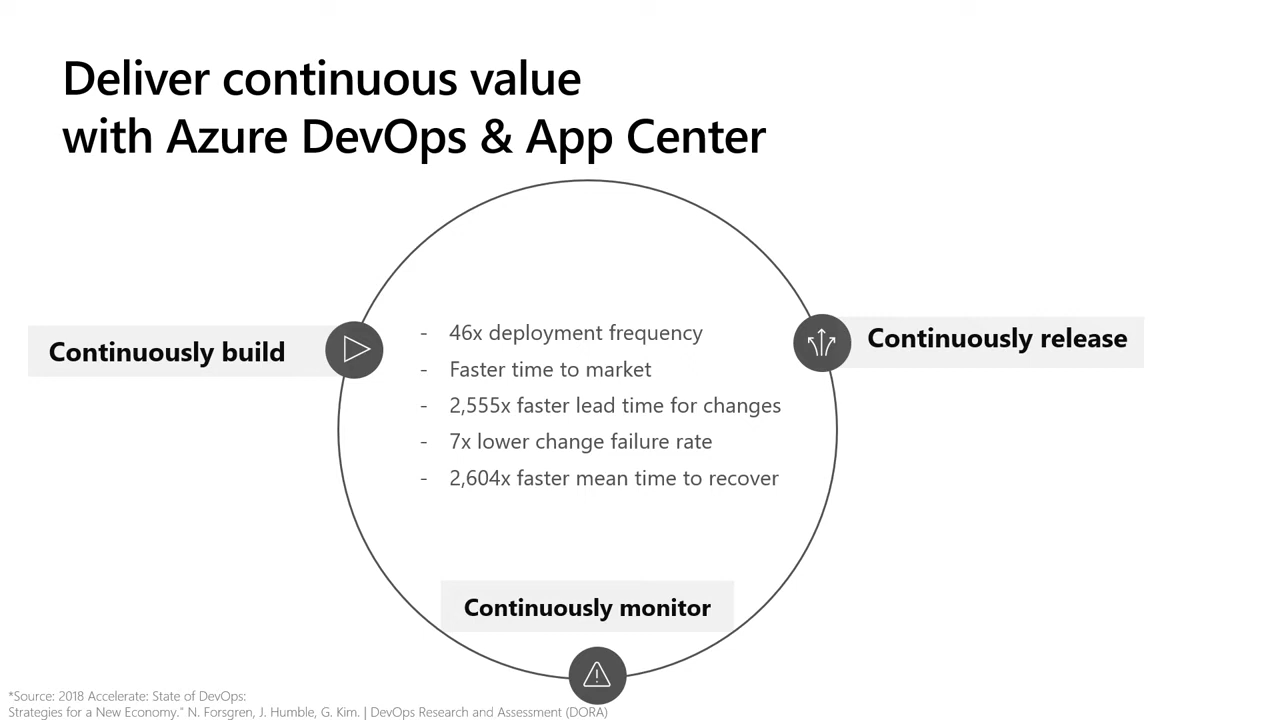 Deliver continuous value
with Azure DevOps & App Center
Continuously build
- 46x deployment frequency
- Faster time to market
- 2,555x faster lead time for changes
- 7x lower change failure rate
- 2,604x faster mean time to recover
Continuously release
Continuously monitor
*Source: 2018 Accelerate: State of DevOps:
Strategies for a New Economy." N. Forsgren, J. Humble, G. Kim. | DevOps Research and Assessment (DORA)